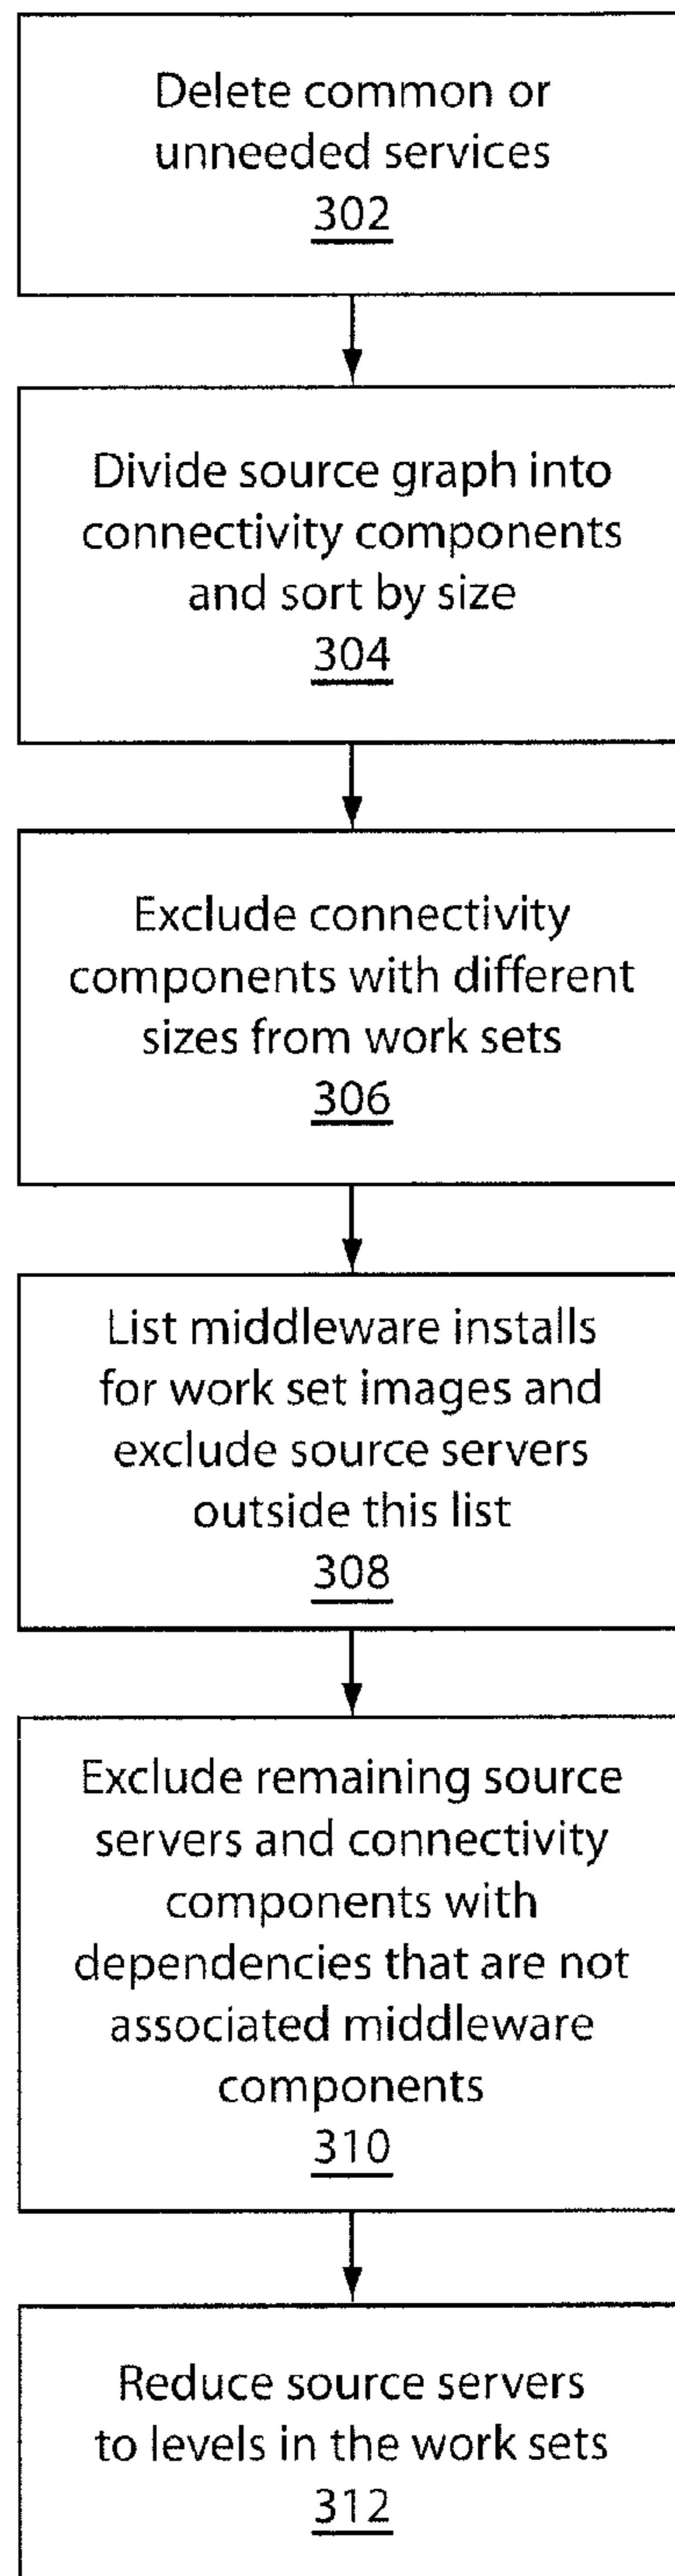 Delete common or
unneeded services
302
Divide source graph into
connectivity components
and sort by size
304
Exclude connectivity
components with different
sizes from work sets
306
List middleware installs
for work set images and
exclude source servers
outside this list
308
Exclude remaining source
servers and connectivity
components with
dependencies that are not
associated middleware
components
310
Reduce source servers
to levels in the work sets
312